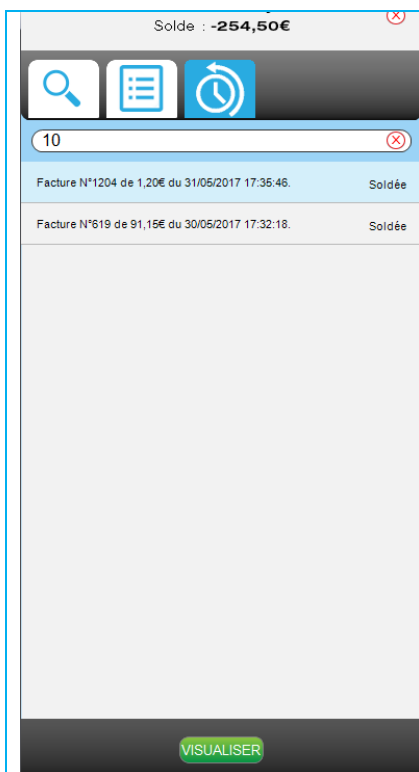 Solde : -254,50€
10
Facture N°1204 de 1,20€ du 31/05/2017 17:35:46. Soldée
Facture N°619 de 91,15€ du 30/05/2017 17:32:18. Soldée
VISUALISER